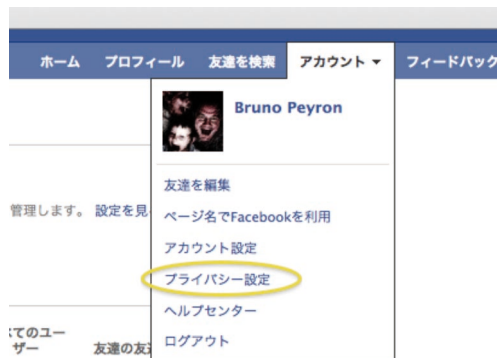 ホーム プロフィール 友達を検索 アカウント ▼ フィードバック
Bruno Peyron
友達を編集
管理します。 設定を見
ページ名でFacebookを利用
アカウント設定
プライバシー設定
ヘルプセンター
てのユー
ザー 友達の友
ログアウト